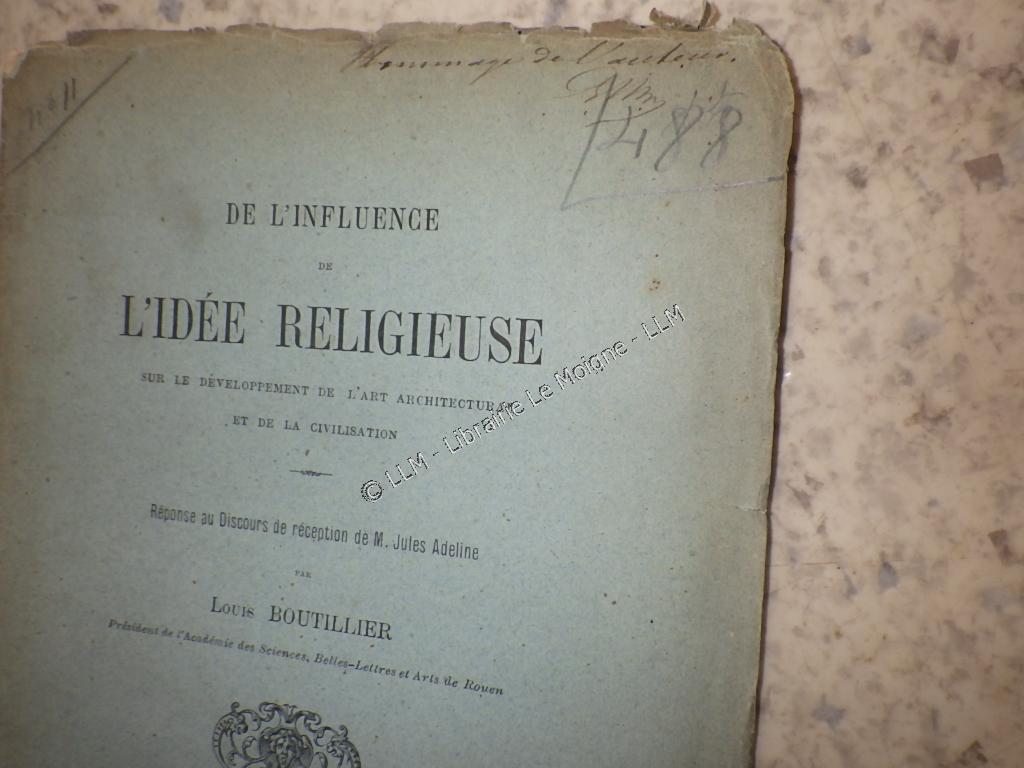 Hommage de l'auteur.
488
DE L'INFLUENCE
DE
L'IDÉE RELIGIEUSE
SUR LE DÉVELOPPEMENT DE L'ART ARCHITECTURAL
ET DE LA CIVILISATION
© LLM - Librairie Le Moigne - LLM
Réponse au Discours de réception de M. Jules Adeline
PAR
Louis BOUTILLIER
Président de l'Académie des Sciences, Belles-Lettres et Arts de Rouen